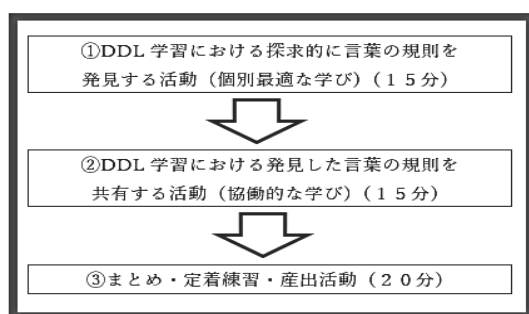 ①DDL 学習における探求的に言葉の規則を
発見する活動（個別最適な学び）（１５分）
②DDL 学習における発見した言葉の規則を
共有する活動（協働的な学び）（１５分）
③まとめ・定着練習・産出活動（２０分）